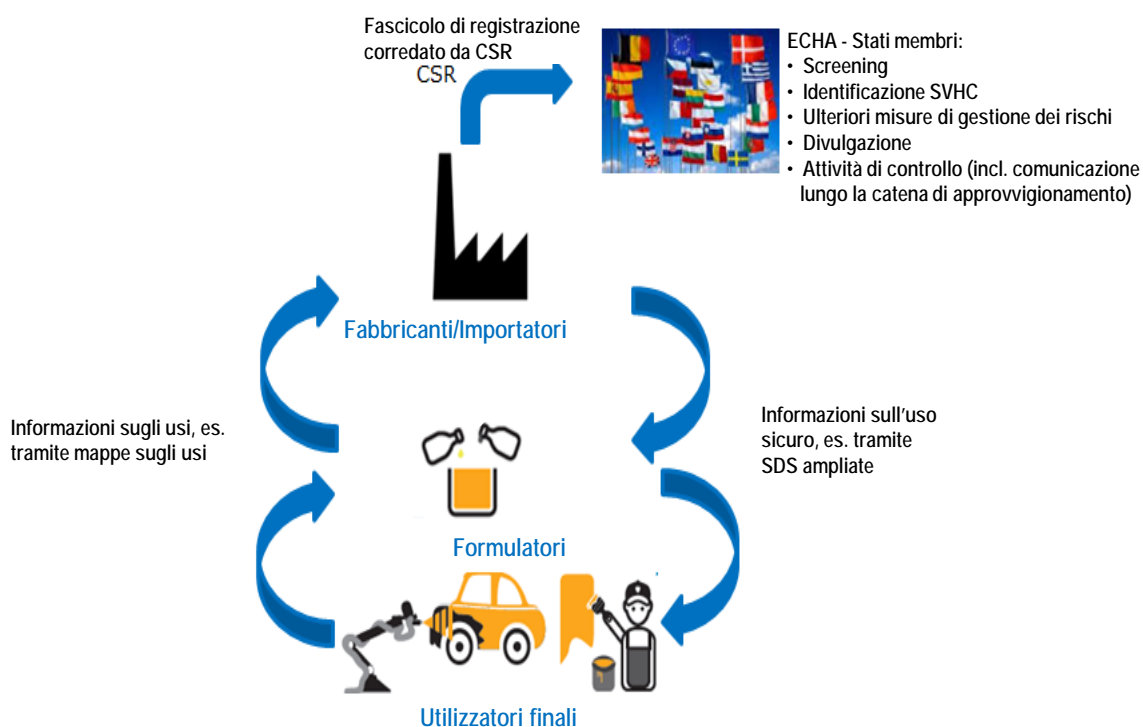 Fascicolo di registrazione
corredato da CSR
CSR
ECHA - Stati membri:
• Screening
• Identificazione SVHC
• Ulteriori misure di gestione dei rischi
• Divulgazione
• Attività di controllo (incl. comunicazione
lungo la catena di approvvigionamento)
Fabbricanti/Importatori
Informazioni sugli usi, es.
tramite mappe sugli usi
Informazioni sull'uso
sicuro, es. tramite
SDS ampliate
Formulatori
Utilizzatori finali